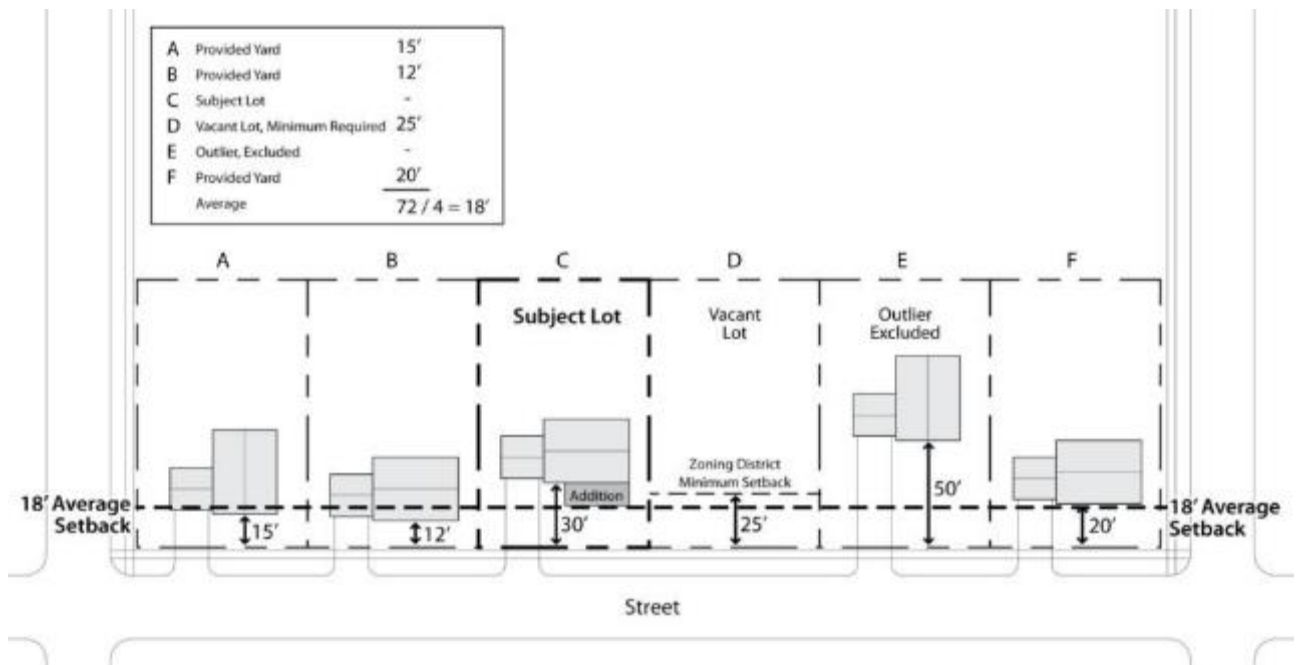 A Provided Yard 15'
B Provided Yard 12'
C Subject Lot -
D Vacant Lot, Minimum Required 25'
E Outlier, Excluded -
F Provided Yard 20'
Average 72 / 4 = 18'
A B C D E F
Subject Lot
Vacant
Lot
Outlier
Excluded
Zoning District
Minimum Setback
Addition
18' Average
Setback
15'
12'
30'
25'
50'
20'
18' Average
Setback
Street